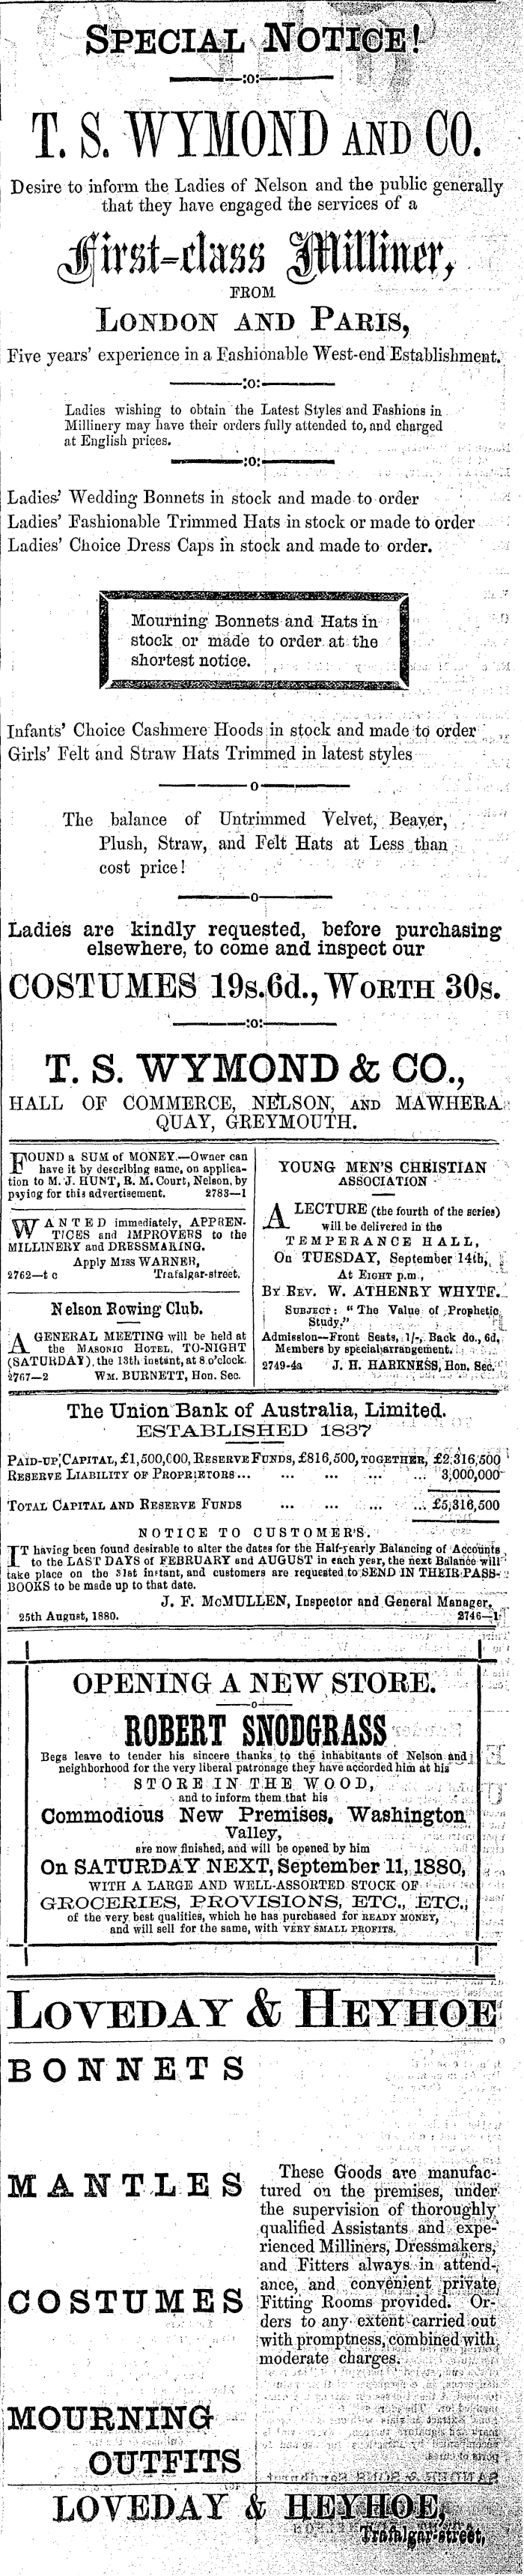 SPECIAL NOTICE!
—:o:—
T. S. WYMOND AND CO.
Desire to inform the Ladies of Nelson and the public generally
that they have engaged the services of a
First-class Milliner,
FROM
LONDON AND PARIS,
Five years' experience in a Fashionable West-end Establishment.
—:o:—
Ladies wishing to obtain the Latest Styles and Fashions in
Millinery may have their orders fully attended to, and charged
at English prices.
—:o:—
Ladies' Wedding Bonnets in stock and made to order
Ladies' Fashionable Trimmed Hats in stock or made to order
Ladies' Choice Dress Caps in stock and made to order.
Mourning Bonnets and Hats in
stock or made to order at the
shortest notice.
Infants' Choice Cashmere Hoods in stock and made to order
Girls' Felt and Straw Hats Trimmed in latest styles
—o—
The balance of Untrimmed Velvet, Beaver,
Plush, Straw, and Felt Hats at Less than
cost price!
—o—
Ladies are kindly requested, before purchasing
elsewhere, to come and inspect our
COSTUMES 19s.6d., WORTH 30s.
—:o:—
T. S. WYMOND & CO.,
HALL OF COMMERCE, NELSON, AND MAWHERA
QUAY, GREYMOUTH.
FOUND a SUM of MONEY.—Owner can
have it by describing same, on applica-
tion to M. J. HUNT, R. M. Court, Nelson, by
paying for this advertisement. 2783—1
WANTED immediately, APPREN-
TICES and IMPROVERS to the
MILLINERY and DRESSMAKING.
Apply MISS WARNER,
2762—t c Trafalgar-street.
Nelson Rowing Club.
A GENERAL MEETING will be held at
the MASONIC HOTEL, TO-NIGHT
(SATURDAY), the 13th instant, at 8 o'clock.
2767—2 WM. BURNETT, Hon. Sec.
YOUNG MEN'S CHRISTIAN
ASSOCIATION
A LECTURE (the fourth of the series)
will be delivered in the
TEMPERANCE HALL,
On TUESDAY, September 14th,
At EIGHT p.m.,
BY REV. W. ATHENRY WHYTE.
SUBJECT: "The Value of Prophetic
Study."
Admission—Front Seats, 1/-, Back do., 6d,
Members by special arrangement.
2749-4a J. H. HARKNESS, Hon. Sec.
The Union Bank of Australia, Limited.
ESTABLISHED 1837
PAID-UP CAPITAL, £1,500,000, RESERVE FUNDS, £816,500, TOGETHER, £2,316,500
RESERVE LIABILITY OF PROPRIETORS... ... ... ... ... 3,000,000
TOTAL CAPITAL AND RESERVE FUNDS ... ... ... ... £5,316,500
NOTICE TO CUSTOMERS.
IT having been found desirable to alter the dates for the Half-yearly Balancing of Accounts
to the LAST DAYS of FEBRUARY and AUGUST in each year, the next Balance will
take place on the 31st instant, and customers are requested to SEND IN THEIR PASS-
BOOKS to be made up to that date.
J. F. McMULLEN, Inspector and General Manager.
25th August, 1880. 2746—1
OPENING A NEW STORE.
—o—
ROBERT SNODGRASS
Begs leave to tender his sincere thanks to the inhabitants of Nelson and
neighborhood for the very liberal patronage they have accorded him at his
STORE IN THE WOOD,
and to inform them that his
Commodious New Premises, Washington
Valley,
are now finished, and will be opened by him
On SATURDAY NEXT, September 11, 1880,
WITH A LARGE AND WELL-ASSORTED STOCK OF
GROCERIES, PROVISIONS, ETC., ETC.,
of the very best qualities, which he has purchased for READY MONEY,
and will sell for the same, with VERY SMALL PROFITS.
LOVEDAY & HEYHOE
BONNETS
MANTLES
COSTUMES
MOURNING
OUTFITS
These Goods are manufac-
tured on the premises, under
the supervision of thoroughly
qualified Assistants and expe-
rienced Milliners, Dressmakers,
and Fitters always in attend-
ance, and convenient private
Fitting Rooms provided. Or-
ders to any extent carried out
with promptness, combined with
moderate charges.
LOVEDAY & HEYHOE,
Trafalgar-street,